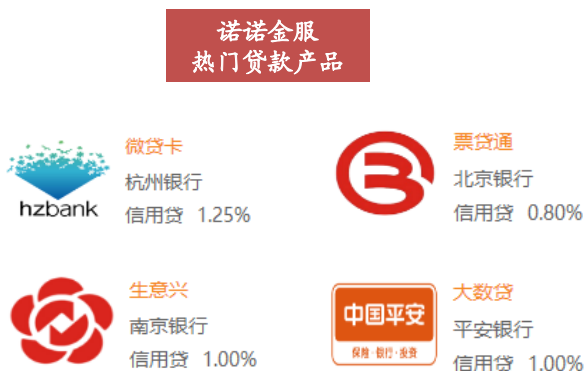 诺诺金服
热门贷款产品
微贷卡
杭州银行
信用贷 1.25%
hzbank
票贷通
北京银行
信用贷 0.80%
生意兴
南京银行
信用贷 1.00%
中国平安
保险·银行·投资
大数贷
平安银行
信用贷 1.00%